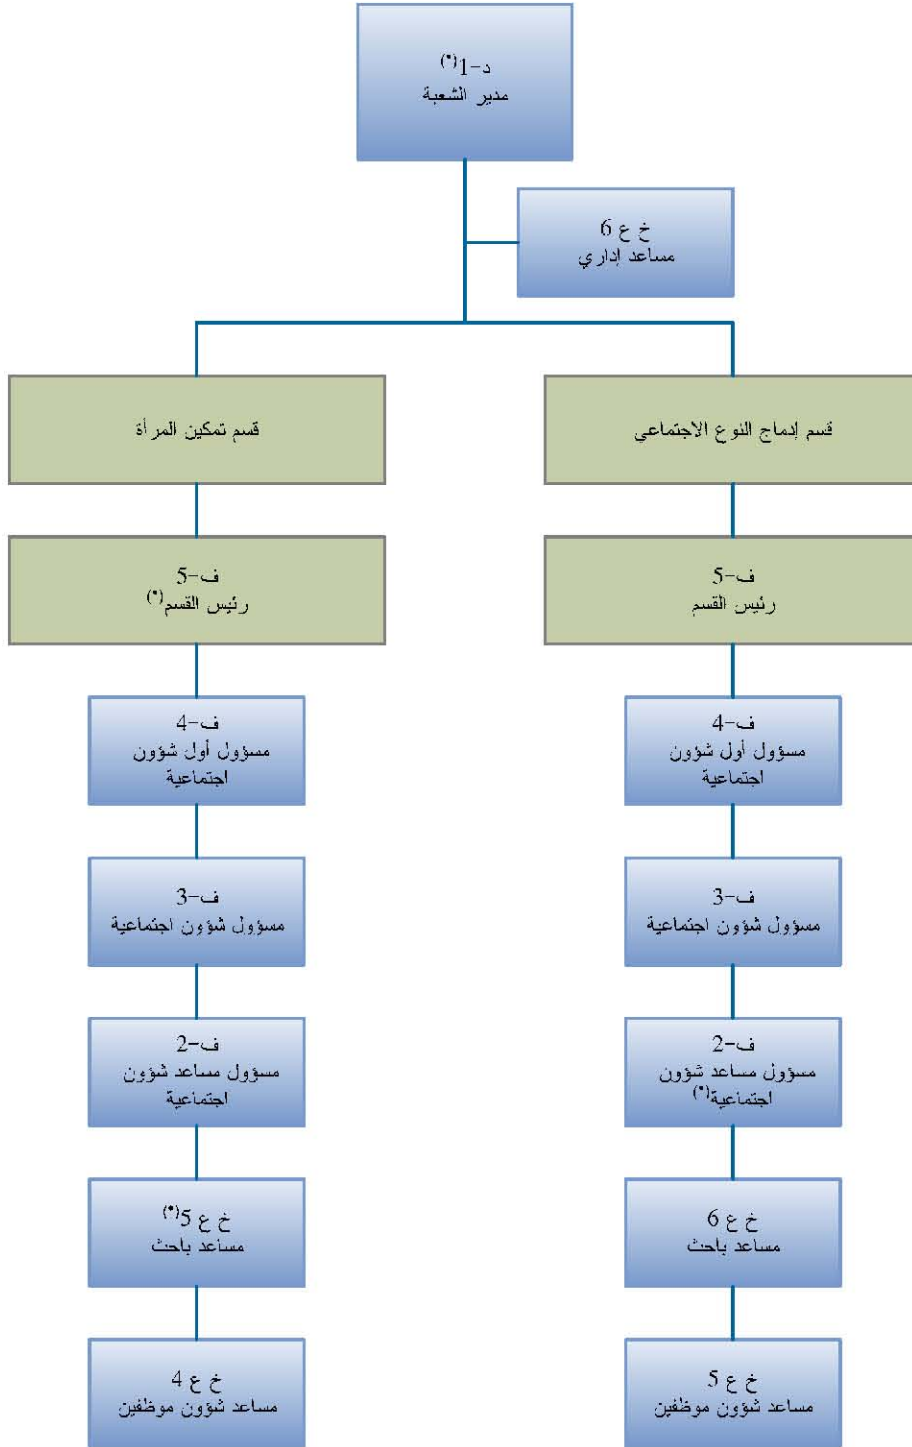 د-1(*)
مدير الشعبة
خ ع 6
مساعد إداري
قسم إدماج النوع الاجتماعي
قسم تمكين المرأة
ف-5
رئيس القسم
ف-5
رئيس القسم(*)
ف-4
مسؤول أول شؤون
اجتماعية
ف-4
مسؤول أول شؤون
اجتماعية
ف-3
مسؤول شؤون اجتماعية
ف-3
مسؤول شؤون اجتماعية
ف-2
مسؤول مساعد شؤون
اجتماعية(*)
ف-2
مسؤول مساعد شؤون
اجتماعية
خ ع 6
مساعد باحث
خ ع 5(*)
مساعد باحث
خ ع 5
مساعد شؤون موظفين
خ ع 4
مساعد شؤون موظفين